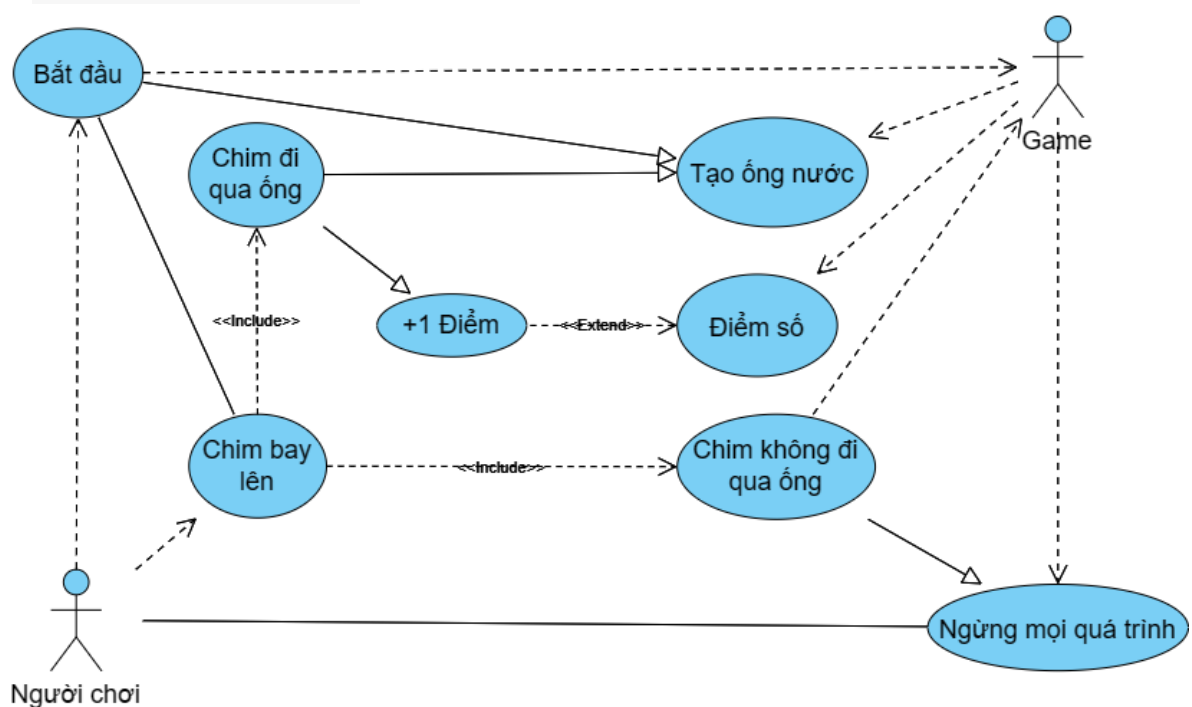 Bắt đầu
Game
Chim đi
qua ống
Tạo ống nước
<<Include>>
+1 Điểm
<<Extend>>
Điểm số
Chim bay
lên
<<Include>>
Chim không đi
qua ống
Ngừng mọi quá trình
Người chơi